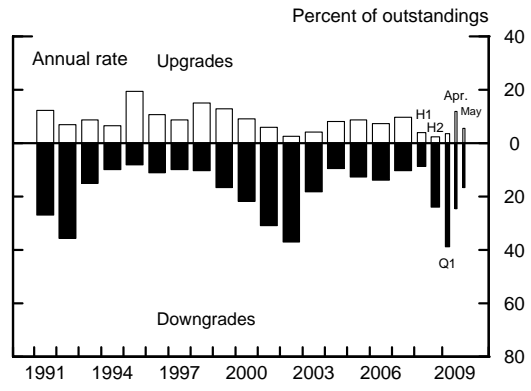 Percent of outstandings
40
Annual rate Upgrades
Apr.
20
H1 May
H2
0
20
Q1
40
60
Downgrades
80
1991 1994 1997 2000 2003 2006 2009